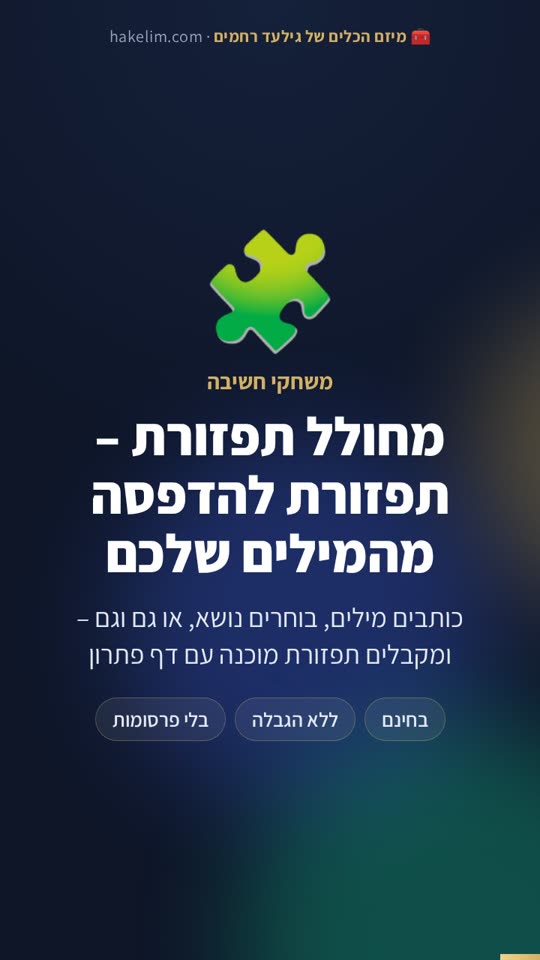 🧰 מיזם הכלים של גילעד רחמים · hakelim.com
משחקי חשיבה
מחולל תפזורת –
תפזורת להדפסה
מהמילים שלכם
כותבים מילים, בוחרים נושא, או גם וגם –
ומקבלים תפזורת מוכנה עם דף פתרון
בחינם
ללא הגבלה
בלי פרסומות